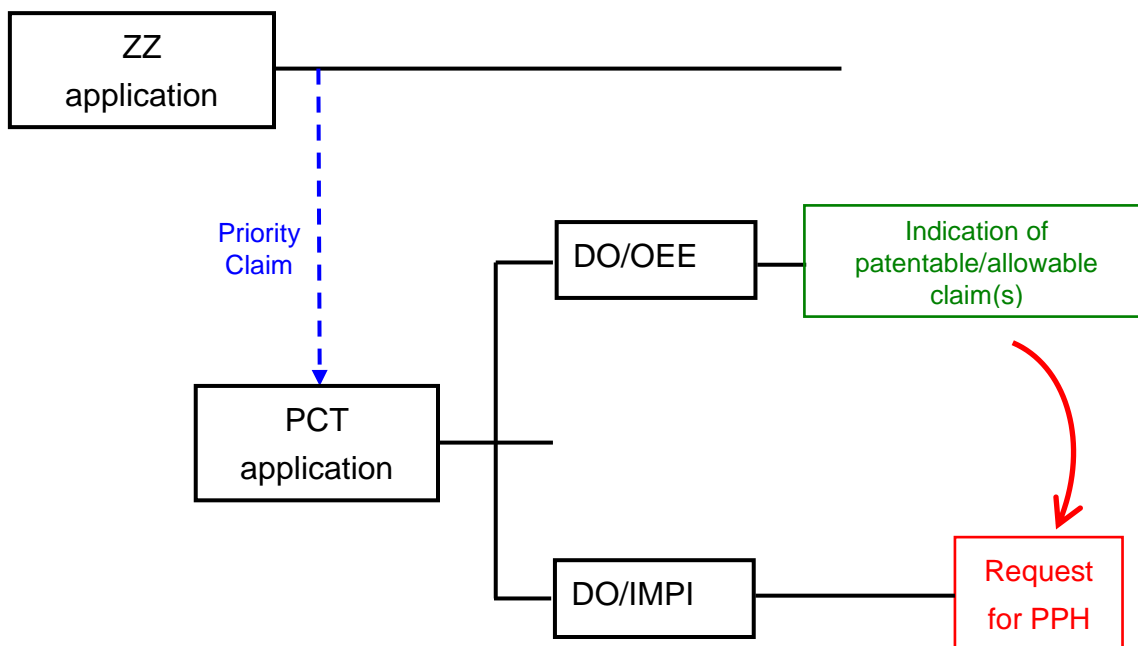 ZZ
application
Priority
Claim
DO/OEE
Indication of
patentable/allowable
claim(s)
PCT
application
DO/IMPI
Request
for PPH